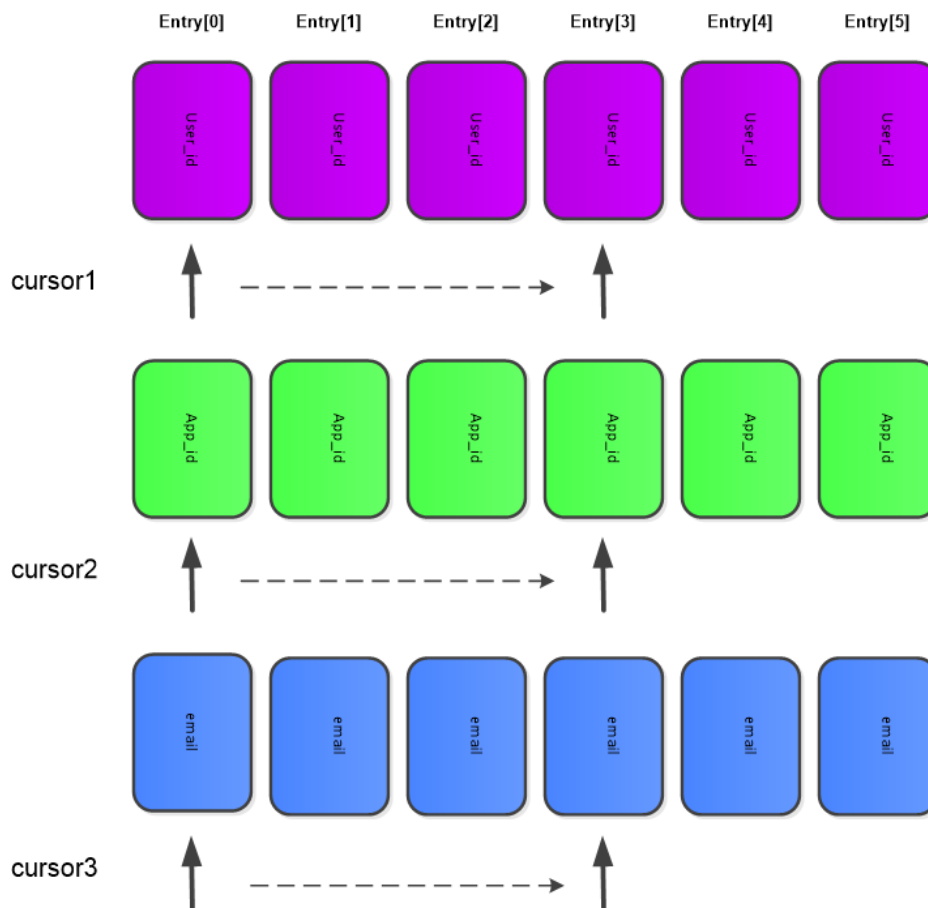 Entry[0] Entry[1] Entry[2] Entry[3] Entry[4] Entry[5]
User_id User_id User_id User_id User_id User_id
cursor1
App_id App_id App_id App_id App_id App_id
cursor2
email email email email email email
cursor3